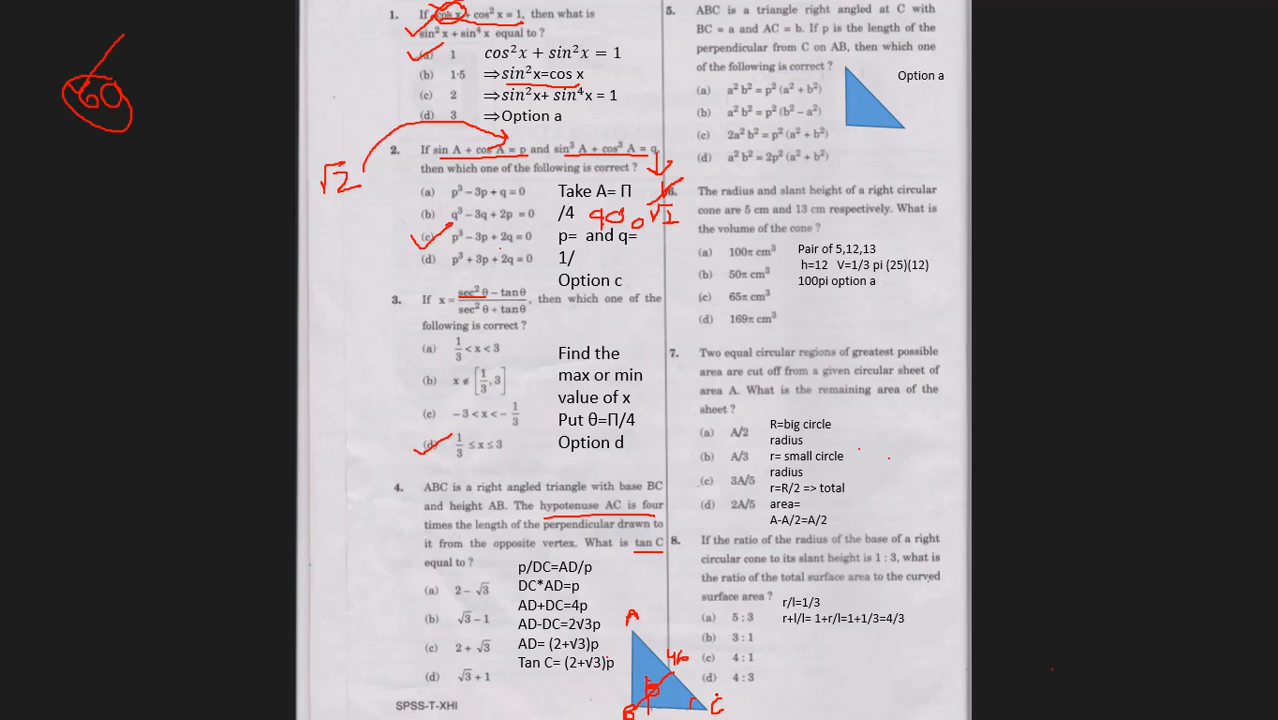 60
1. If cos x + cos² x = 1, then what is
sin² x + sin⁴ x equal to ?
(a) 1
(b) 1·5
(c) 2
(d) 3
cos²x + sin²x = 1
⇒sin²x=cos x
⇒sin²x+ sin⁴x = 1
⇒Option a
√2
2. If sin A + cos A = p and sin³ A + cos³ A = q,
then which one of the following is correct ?
(a) p³ − 3p + q = 0
(b) q³ − 3q + 2p = 0
(c) p³ − 3p + 2q = 0
(d) p³ + 3p + 2q = 0
Take A= Π
/4
p= and q=
1/
Option c
3. If x = sec² θ − tan θ / sec² θ + tan θ, then which one of the
following is correct ?
(a) 1/3 < x < 3
(b) x ∉ [1/3, 3]
(c) − 3 < x < − 1/3
(d) 1/3 ≤ x ≤ 3
Find the
max or min
value of x
Put θ=Π/4
Option d
4. ABC is a right angled triangle with base BC
and height AB. The hypotenuse AC is four
times the length of the perpendicular drawn to
it from the opposite vertex. What is tan C
equal to ?
(a) 2 − √3
(b) √3 − 1
(c) 2 + √3
(d) √3 + 1
p/DC=AD/p
DC*AD=p
AD+DC=4p
AD-DC=2√3p
AD= (2+√3)p
Tan C= (2+√3)p
A
B
C
SPSS-T-XHI
5. ABC is a triangle right angled at C with
BC = a and AC = b. If p is the length of the
perpendicular from C on AB, then which one
of the following is correct ?
(a) a² b² = p² (a² + b²)
(b) a² b² = p² (b² − a²)
(c) 2a² b² = p² (a² + b²)
(d) a² b² = 2p² (a² + b²)
Option a
6. The radius and slant height of a right circular
cone are 5 cm and 13 cm respectively. What is
the volume of the cone ?
(a) 100π cm³
(b) 50π cm³
(c) 65π cm³
(d) 169π cm³
Pair of 5,12,13
h=12 V=1/3 pi (25)(12)
100pi option a
7. Two equal circular regions of greatest possible
area are cut off from a given circular sheet of
area A. What is the remaining area of the
sheet ?
(a) A/2
(b) A/3
(c) 3A/5
(d) 2A/5
R=big circle
radius
r= small circle
radius
r=R/2 => total
area=
A-A/2=A/2
8. If the ratio of the radius of the base of a right
circular cone to its slant height is 1 : 3, what is
the ratio of the total surface area to the curved
surface area ?
(a) 5 : 3
(b) 3 : 1
(c) 4 : 1
(d) 4 : 3
r/l=1/3
r+l/l= 1+r/l=1+1/3=4/3